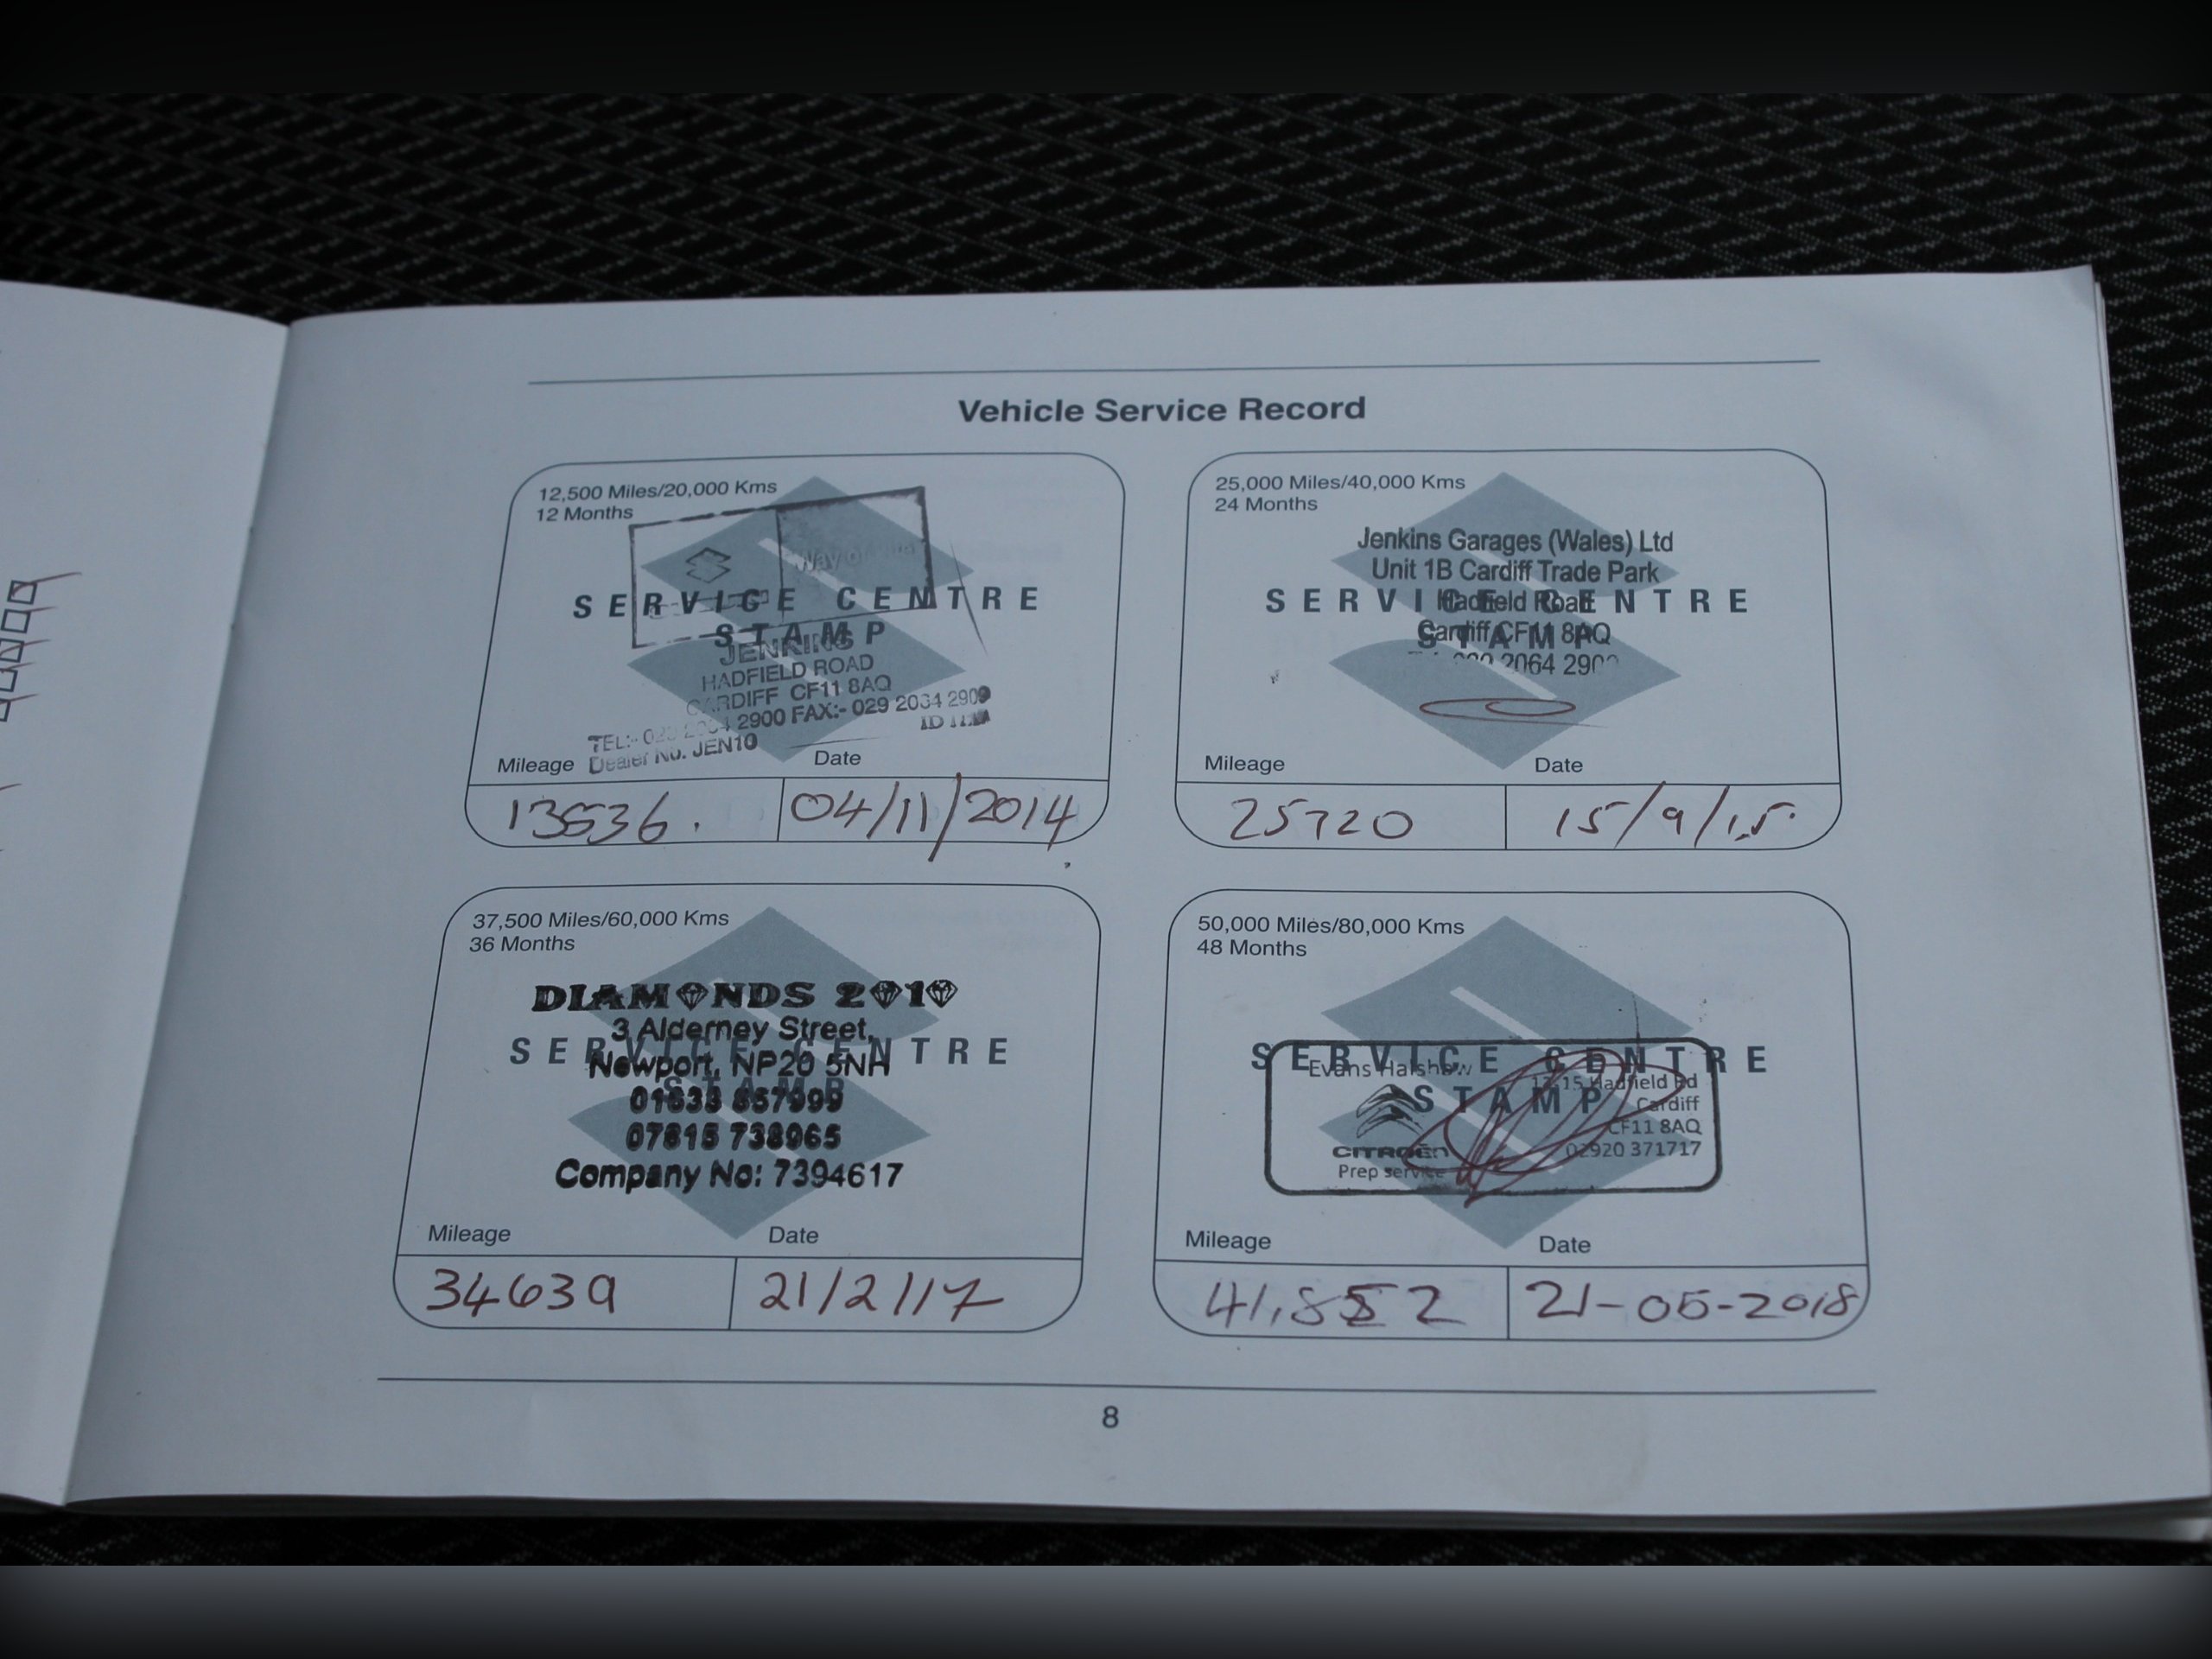 Vehicle Service Record
12,500 Miles/20,000 Kms
12 Months
SERVICE CENTRE
STAMP
JENKINS
HADFIELD ROAD
CARDIFF CF11 8AQ
2900 FAX:- 029 2034 2909
TEL:-
Dealer No. JEN10
Mileage
Date
04/11/2014
25,000 Miles/40,000 Kms
24 Months
Jenkins Garages (Wales) Ltd
Unit 1B Cardiff Trade Park
SERVICE CENTRE
Hadfield Road
STAMP
Cardiff CF11 8AQ
2064
Mileage
Date
25720
15/9/15
37,500 Miles/60,000 Kms
36 Months
DIAMONDS 2010
3 Alderney Street,
SERVICE CENTRE
Newport, NP20 5NH
STAMP
01633 857999
07815 738965
Company No: 7394617
Mileage
Date
34639
21/2/17
50,000 Miles/80,000 Kms
48 Months
SERVICE CENTRE
Evans Halshaw
STAMP
Hadfield Rd
Cardiff
CF11 8AQ
CITROËN
02920 371717
Prep service
Mileage
Date
41,852
21-05-2018
8